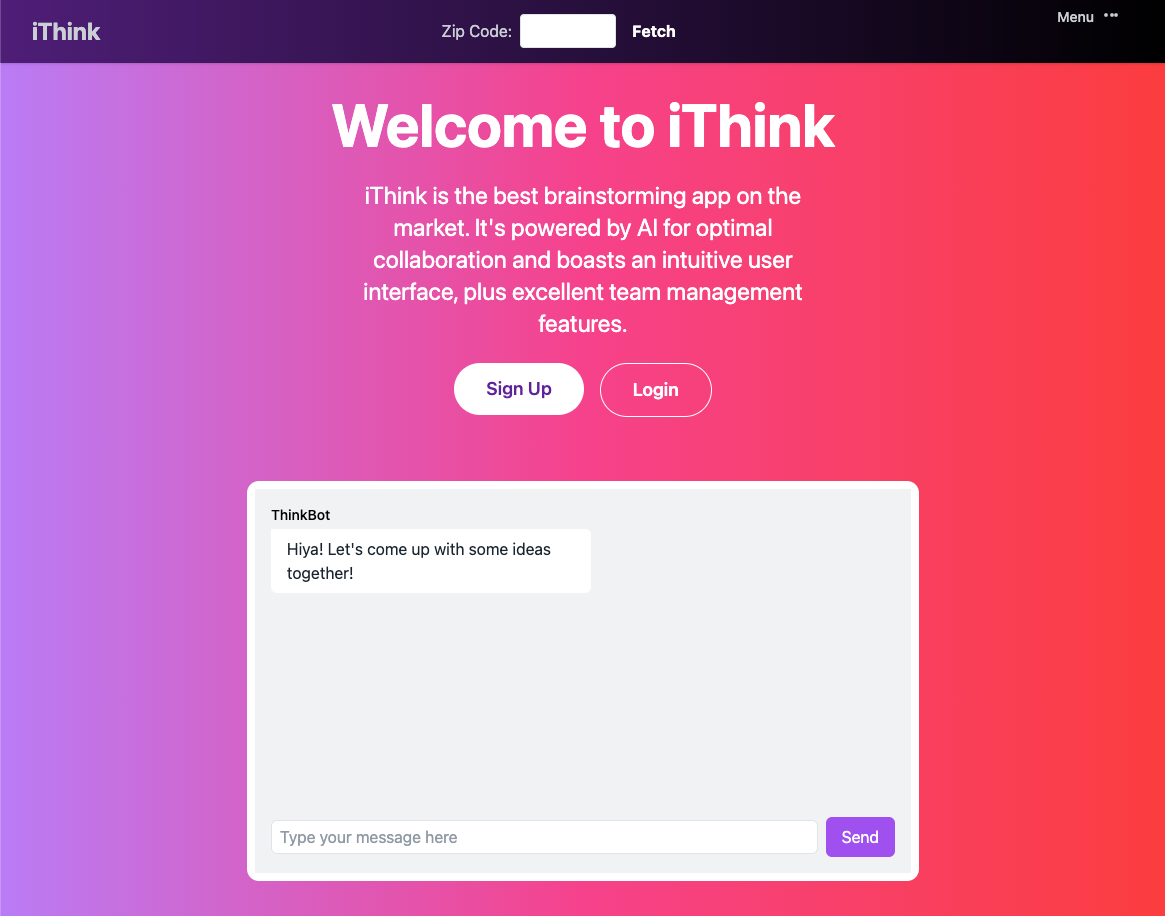 iThink
Zip Code:
Fetch
Menu •••
Welcome to iThink
iThink is the best brainstorming app on the
market. It's powered by AI for optimal
collaboration and boasts an intuitive user
interface, plus excellent team management
features.
Sign Up
Login
ThinkBot
Hiya! Let's come up with some ideas
together!
Type your message here
Send